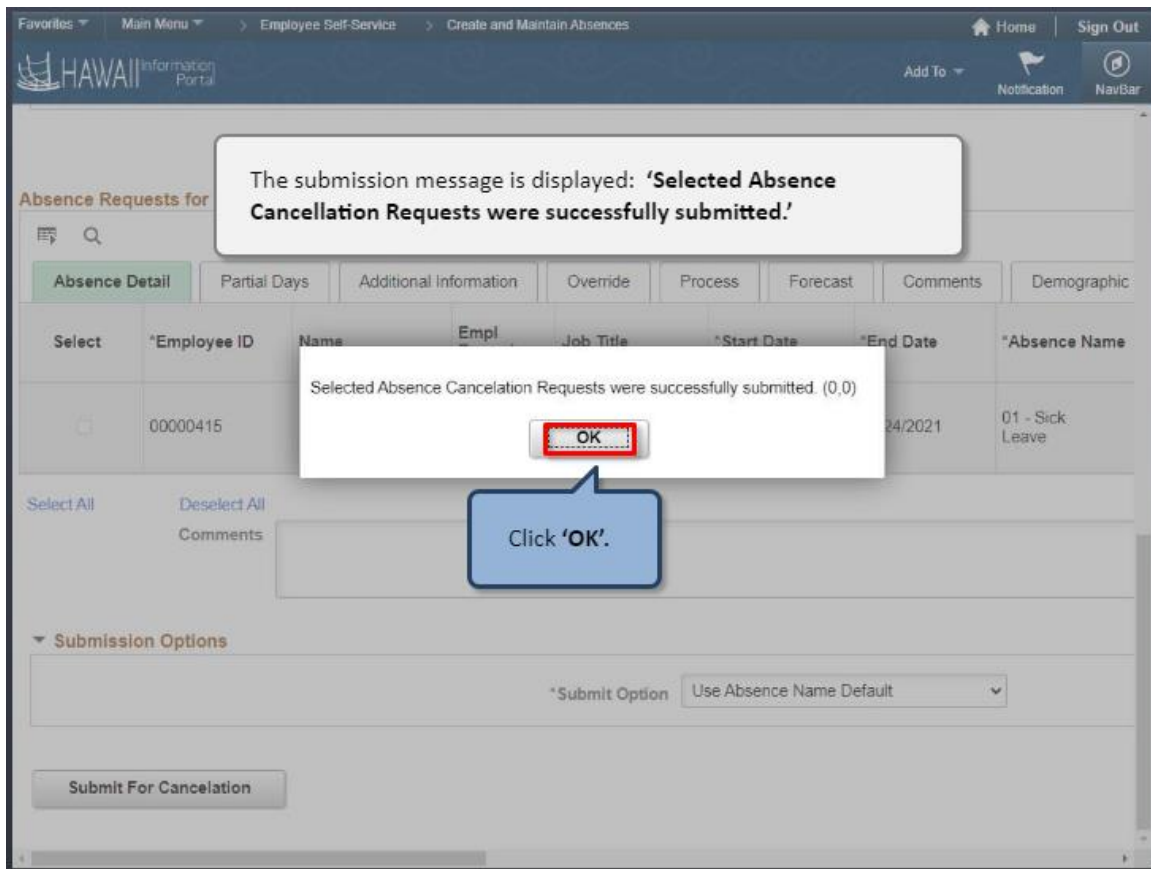 Favorites Main Menu > Employee Self-Service > Create and Maintain Absences Home Sign Out
HAWAII Information Portal Add To Notification NavBar
The submission message is displayed: ‘Selected Absence
Cancellation Requests were successfully submitted.’
Absence Requests for
Absence Detail Partial Days Additional Information Override Process Forecast Comments Demographic
Select *Employee ID Name Empl Job Title *Start Date *End Date *Absence Name
Selected Absence Cancelation Requests were successfully submitted. (0,0)
00000415 24/2021 01 - Sick
Leave
OK
Select All Deselect All
Comments
Click ‘OK’.
Submission Options
*Submit Option Use Absence Name Default
Submit For Cancelation